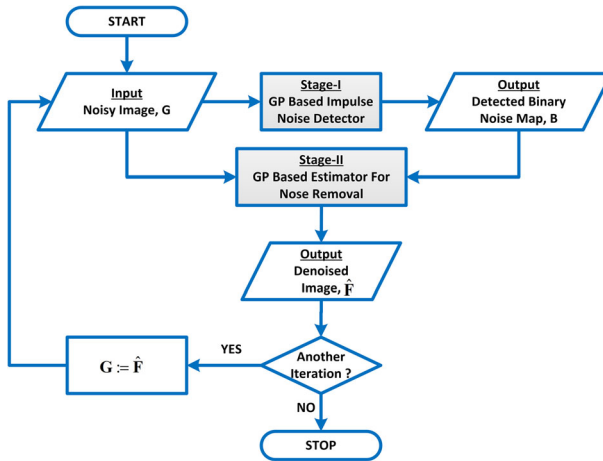 START
Input
Noisy Image, G
Stage-I
GP Based Impulse
Noise Detector
Output
Detected Binary
Noise Map, B
Stage-II
GP Based Estimator For
Nose Removal
Output
Denoised
Image, F̂
Another
Iteration ?
YES
G := F̂
NO
STOP